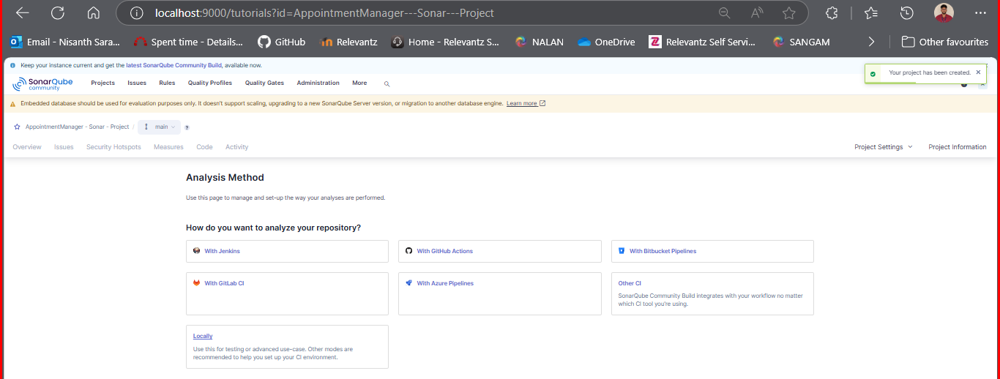 localhost:9000/tutorials?id=AppointmentManager---Sonar---Project
Email - Nisanth Sara... Spent time - Details... GitHub Relevantz Home - Relevantz S... NALAN OneDrive Relevantz Self Servi... SANGAM Other favourites
Keep your instance current and get the latest SonarQube Community Build, available now.
Your project has been created.
SonarQube community Projects Issues Rules Quality Profiles Quality Gates Administration More
Embedded database should be used for evaluation purposes only. It doesn't support scaling, upgrading to a new SonarQube Server version, or migration to another database engine. Learn more
AppointmentManager - Sonar - Project / main ?
Overview Issues Security Hotspots Measures Code Activity Project Settings Project Information
Analysis Method
Use this page to manage and set-up the way your analyses are performed.
How do you want to analyze your repository?
With Jenkins With GitHub Actions With Bitbucket Pipelines
With GitLab CI With Azure Pipelines Other CI
SonarQube Community Build integrates with your workflow no matter
which CI tool you're using.
Locally
Use this for testing or advanced use-case. Other modes are
recommended to help you set up your CI environment.